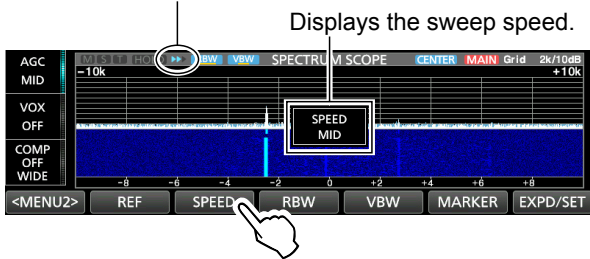 Displays the sweep speed.
AGC
MID
VOX
OFF
COMP
OFF
WIDE
M S T HOLD RBW VBW SPECTRUM SCOPE CENTER MAIN Grid 2k/10dB
-10k +10k
SPEED
MID
-8 -6 -4 -2 0 +2 +4 +6 +8
<MENU2> REF SPEED RBW VBW MARKER EXPD/SET